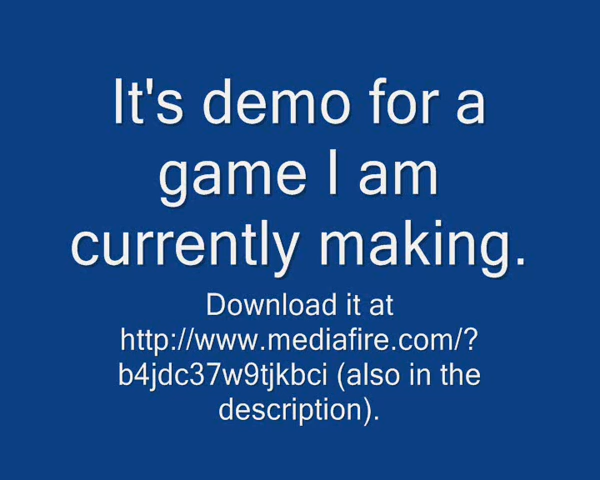 It's demo for a
game I am
currently making.
Download it at
http://www.mediafire.com/?
b4jdc37w9tjkbci (also in the
description).